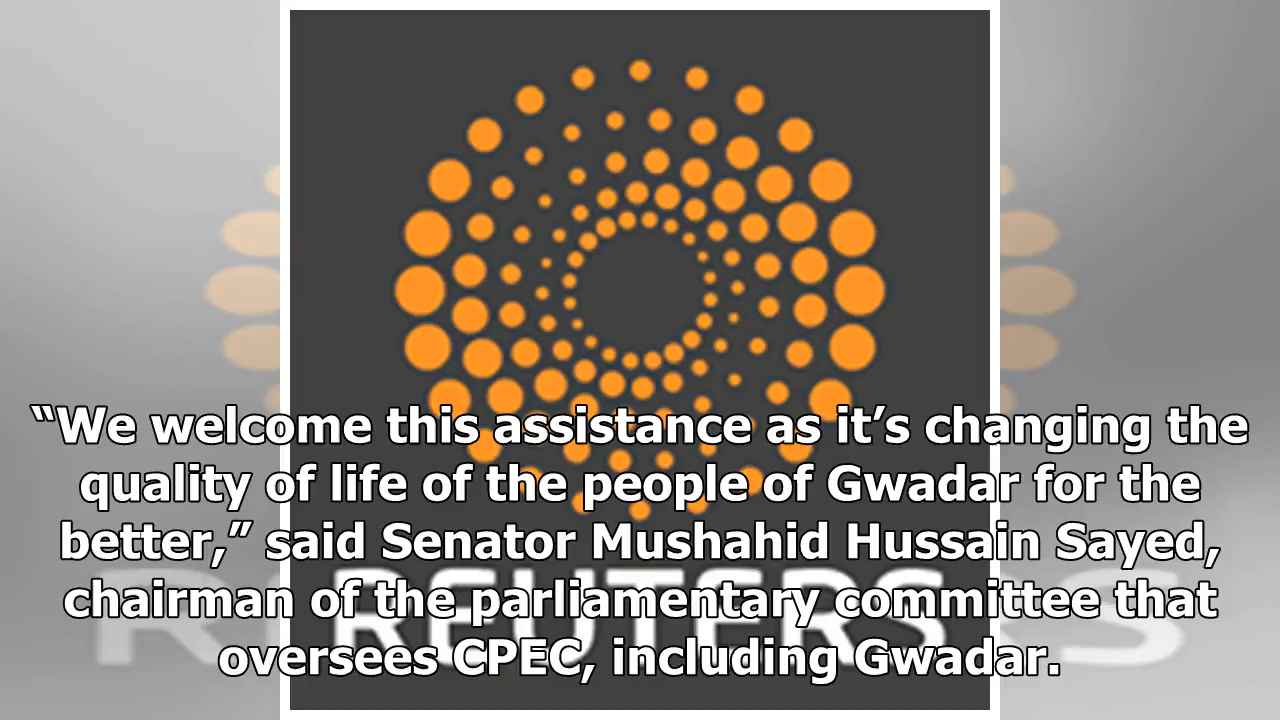 “We welcome this assistance as it’s changing the
quality of life of the people of Gwadar for the
better,” said Senator Mushahid Hussain Sayed,
chairman of the parliamentary committee that
oversees CPEC, including Gwadar.
REUTERS